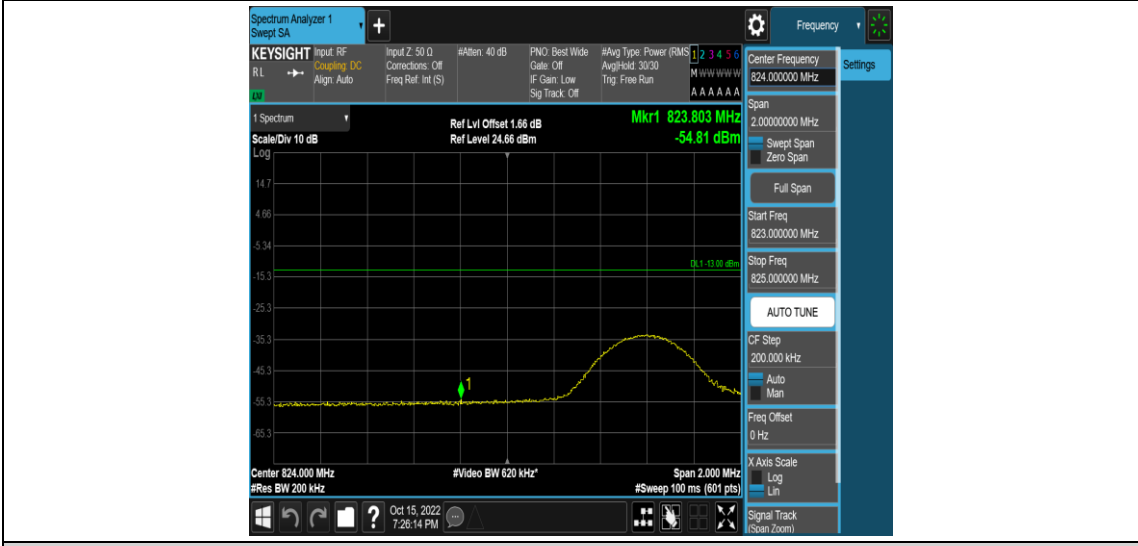 Spectrum Analyzer 1
Swept SA
+
Frequency
KEYSIGHT
RL
LXI
Input: RF
Coupling: DC
Align: Auto
Input Z: 50 Ω
Corrections: Off
Freq Ref: Int (S)
#Atten: 40 dB
PNO: Best Wide
Gate: Off
IF Gain: Low
Sig Track: Off
#Avg Type: Power (RMS
Avg|Hold: 30/30
Trig: Free Run
1 2 3 4 5 6
M W W W W W
A A A A A A
1 Spectrum
Scale/Div 10 dB
Log
Ref Lvl Offset 1.66 dB
Ref Level 24.66 dBm
Mkr1 823.803 MHz
-54.81 dBm
14.7
4.66
-5.34
DL1 -13.00 dBm
-15.3
-25.3
-35.3
-45.3
1
-55.3
-65.3
Center 824.000 MHz
#Video BW 620 kHz*
Span 2.000 MHz
#Res BW 200 kHz
#Sweep 100 ms (601 pts)
?
Oct 15, 2022
7:26:14 PM
Center Frequency
824.000000 MHz
Settings
Span
2.00000000 MHz
Swept Span
Zero Span
Full Span
Start Freq
823.000000 MHz
Stop Freq
825.000000 MHz
AUTO TUNE
CF Step
200.000 kHz
Auto
Man
Freq Offset
0 Hz
X Axis Scale
Log
Lin
Signal Track
(Span Zoom)